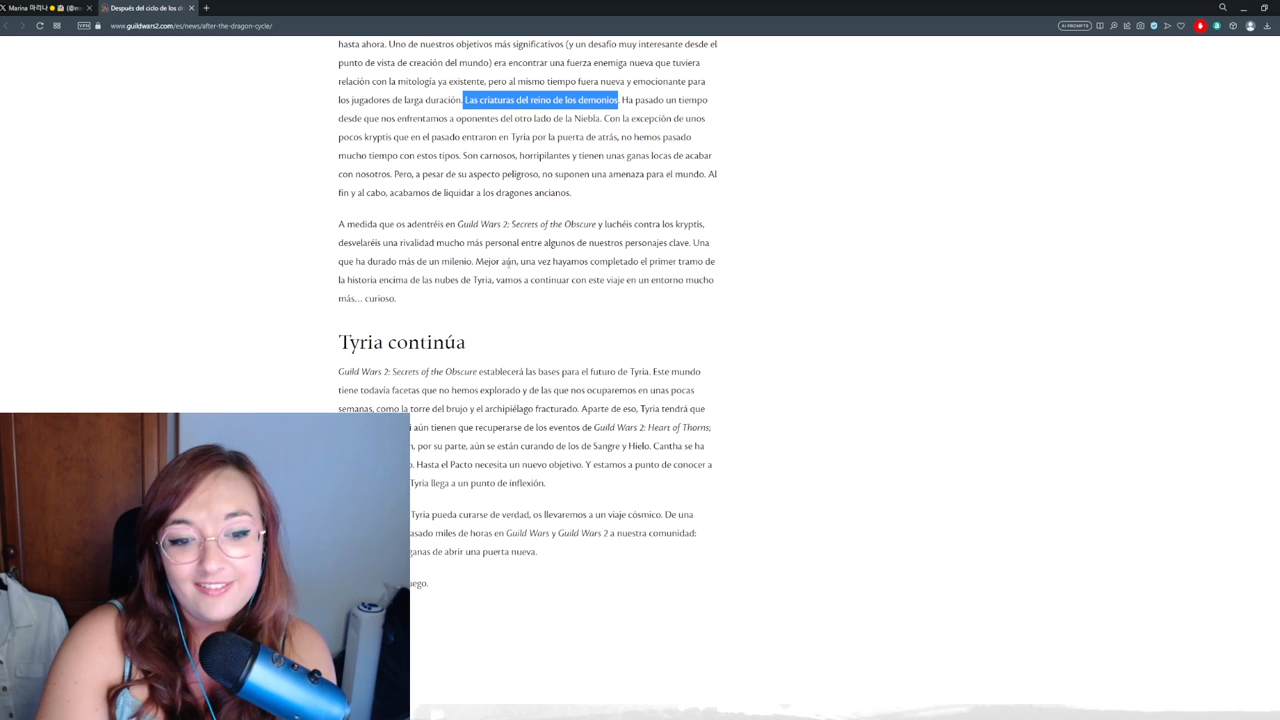 Marina 마리나
Después del ciclo de los d
VPN
www.guildwars2.com/es/news/after-the-dragon-cycle/
AI PROMPTS
hasta ahora. Uno de nuestros objetivos más significativos (y un desafío muy interesante desde el
punto de vista de creación del mundo) era encontrar una fuerza enemiga nueva que tuviera
relación con la mitología ya existente, pero al mismo tiempo fuera nueva y emocionante para
los jugadores de larga duración. Las criaturas del reino de los demonios. Ha pasado un tiempo
desde que nos enfrentamos a oponentes del otro lado de la Niebla. Con la excepción de unos
pocos kryptis que en el pasado entraron en Tyria por la puerta de atrás, no hemos pasado
mucho tiempo con estos tipos. Son carnosos, horripilantes y tienen unas ganas locas de acabar
con nosotros. Pero, a pesar de su aspecto peligroso, no suponen una amenaza para el mundo. Al
fin y al cabo, acabamos de liquidar a los dragones ancianos.
A medida que os adentréis en Guild Wars 2: Secrets of the Obscure y luchéis contra los kryptis,
desvelaréis una rivalidad mucho más personal entre algunos de nuestros personajes clave. Una
que ha durado más de un milenio. Mejor aún, una vez hayamos completado el primer tramo de
la historia encima de las nubes de Tyria, vamos a continuar con este viaje en un entorno mucho
más... curioso.
Tyria continúa
Guild Wars 2: Secrets of the Obscure establecerá las bases para el futuro de Tyria. Este mundo
tiene todavía facetas que no hemos explorado y de las que nos ocuparemos en unas pocas
semanas, como la torre del brujo y el archipiélago fracturado. Aparte de eso, Tyria tendrá que
i aún tienen que recuperarse de los eventos de Guild Wars 2: Heart of Thorns;
n, por su parte, aún se están curando de los de Sangre y Hielo. Cantha se ha
o. Hasta el Pacto necesita un nuevo objetivo. Y estamos a punto de conocer a
Tyria llega a un punto de inflexión.
Tyria pueda curarse de verdad, os llevaremos a un viaje cósmico. De una
asado miles de horas en Guild Wars y Guild Wars 2 a nuestra comunidad:
ganas de abrir una puerta nueva.
uego.